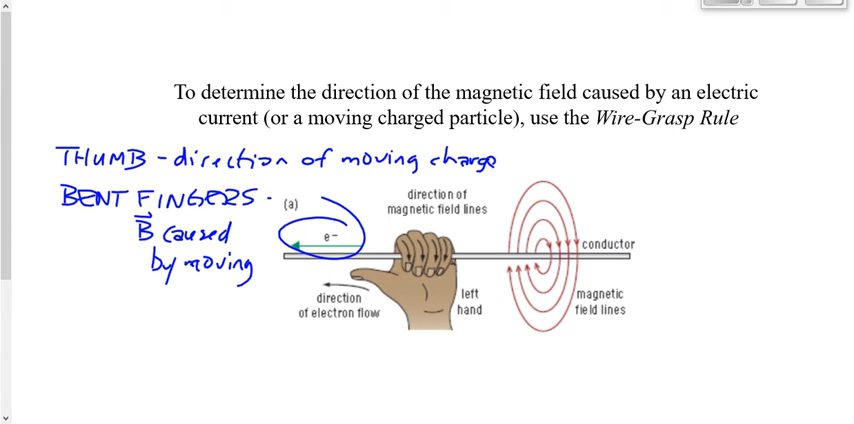 To determine the direction of the magnetic field caused by an electric
current (or a moving charged particle), use the Wire-Grasp Rule
THUMB - direction of moving charge
BENT FINGERS -
B caused
by moving
(a)
direction of
magnetic field lines
e-
conductor
direction
of electron flow
left
hand
magnetic
field lines